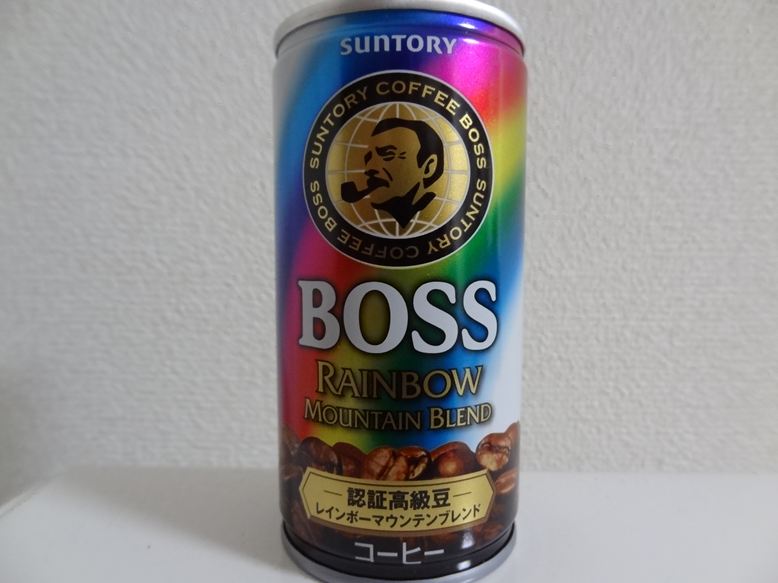 SUNTORY
SUNTORY COFFEE BOSS SUNTORY COFFEE BOSS
BOSS
RAINBOW
MOUNTAIN BLEND
認証高級豆
レインボーマウンテンブレンド
コーヒー